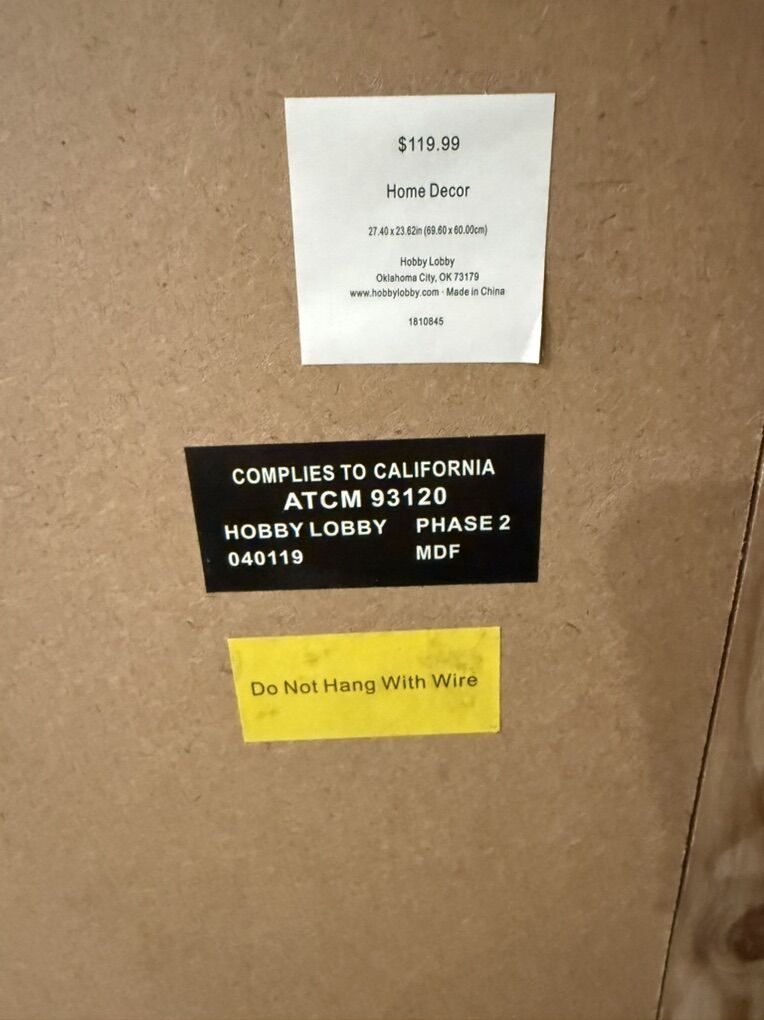 $119.99
Home Decor
27.40 x 23.62in (69.60 x 60.00cm)
Hobby Lobby
Oklahoma City, OK 73179
www.hobbylobby.com · Made in China
1810845
COMPLIES TO CALIFORNIA
ATCM 93120
HOBBY LOBBY PHASE 2
040119 MDF
Do Not Hang With Wire